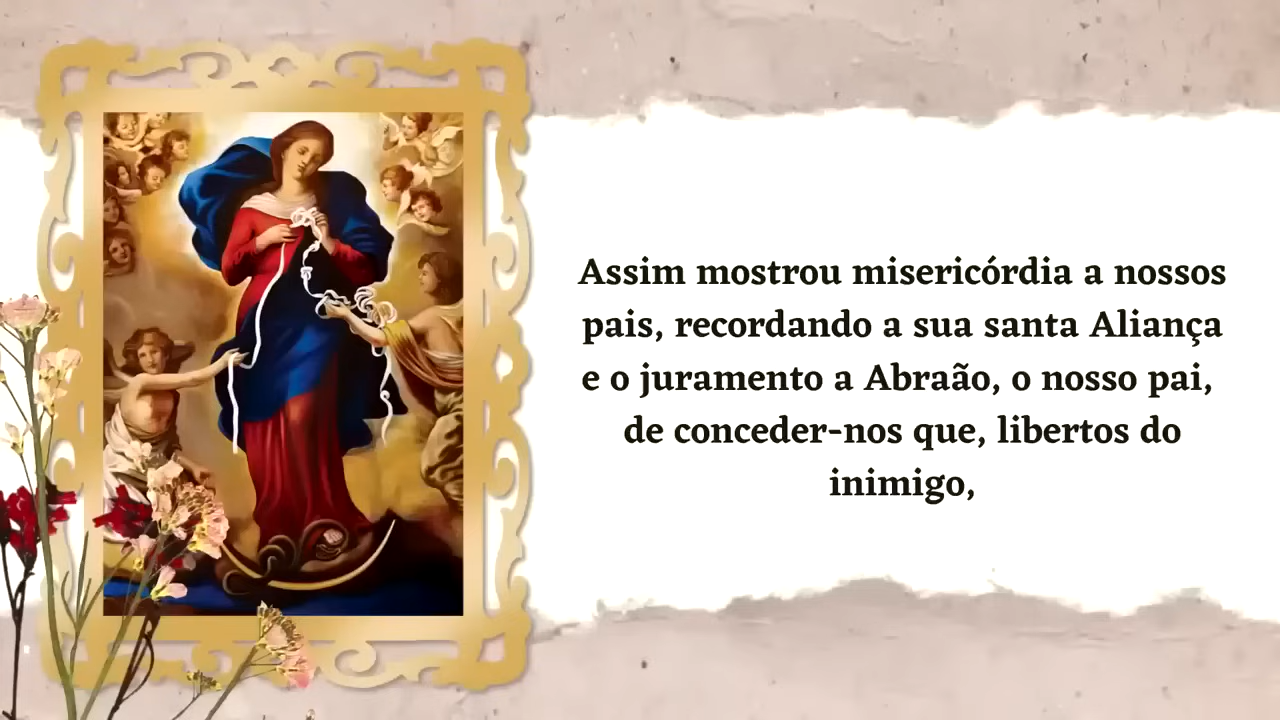 Assim mostrou misericórdia a nossos
pais, recordando a sua santa Aliança
e o juramento a Abraão, o nosso pai,
de conceder-nos que, libertos do
inimigo,